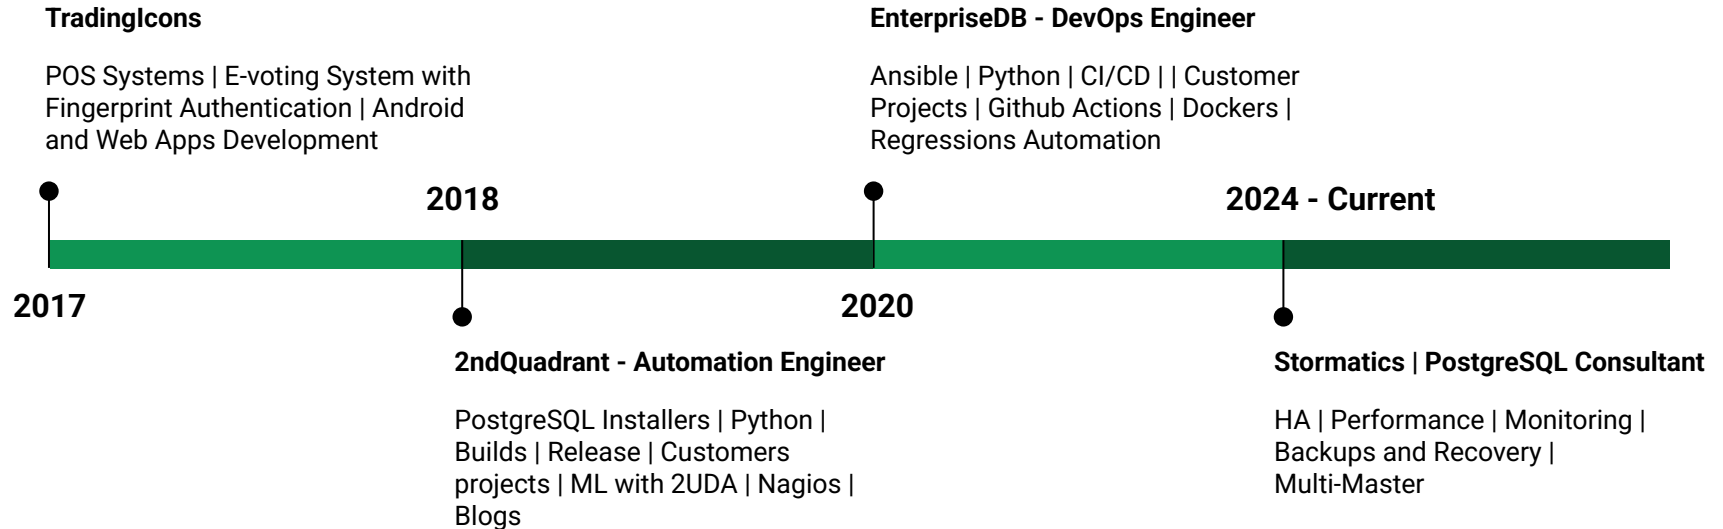 TradingIcons
POS Systems | E-voting System with
Fingerprint Authentication | Android
and Web Apps Development
2017
2018
2ndQuadrant - Automation Engineer
PostgreSQL Installers | Python |
Builds | Release | Customers
projects | ML with 2UDA | Nagios |
Blogs
EnterpriseDB - DevOps Engineer
Ansible | Python | CI/CD | | Customer
Projects | Github Actions | Dockers |
Regressions Automation
2020
2024 - Current
Stormatics | PostgreSQL Consultant
HA | Performance | Monitoring |
Backups and Recovery |
Multi-Master